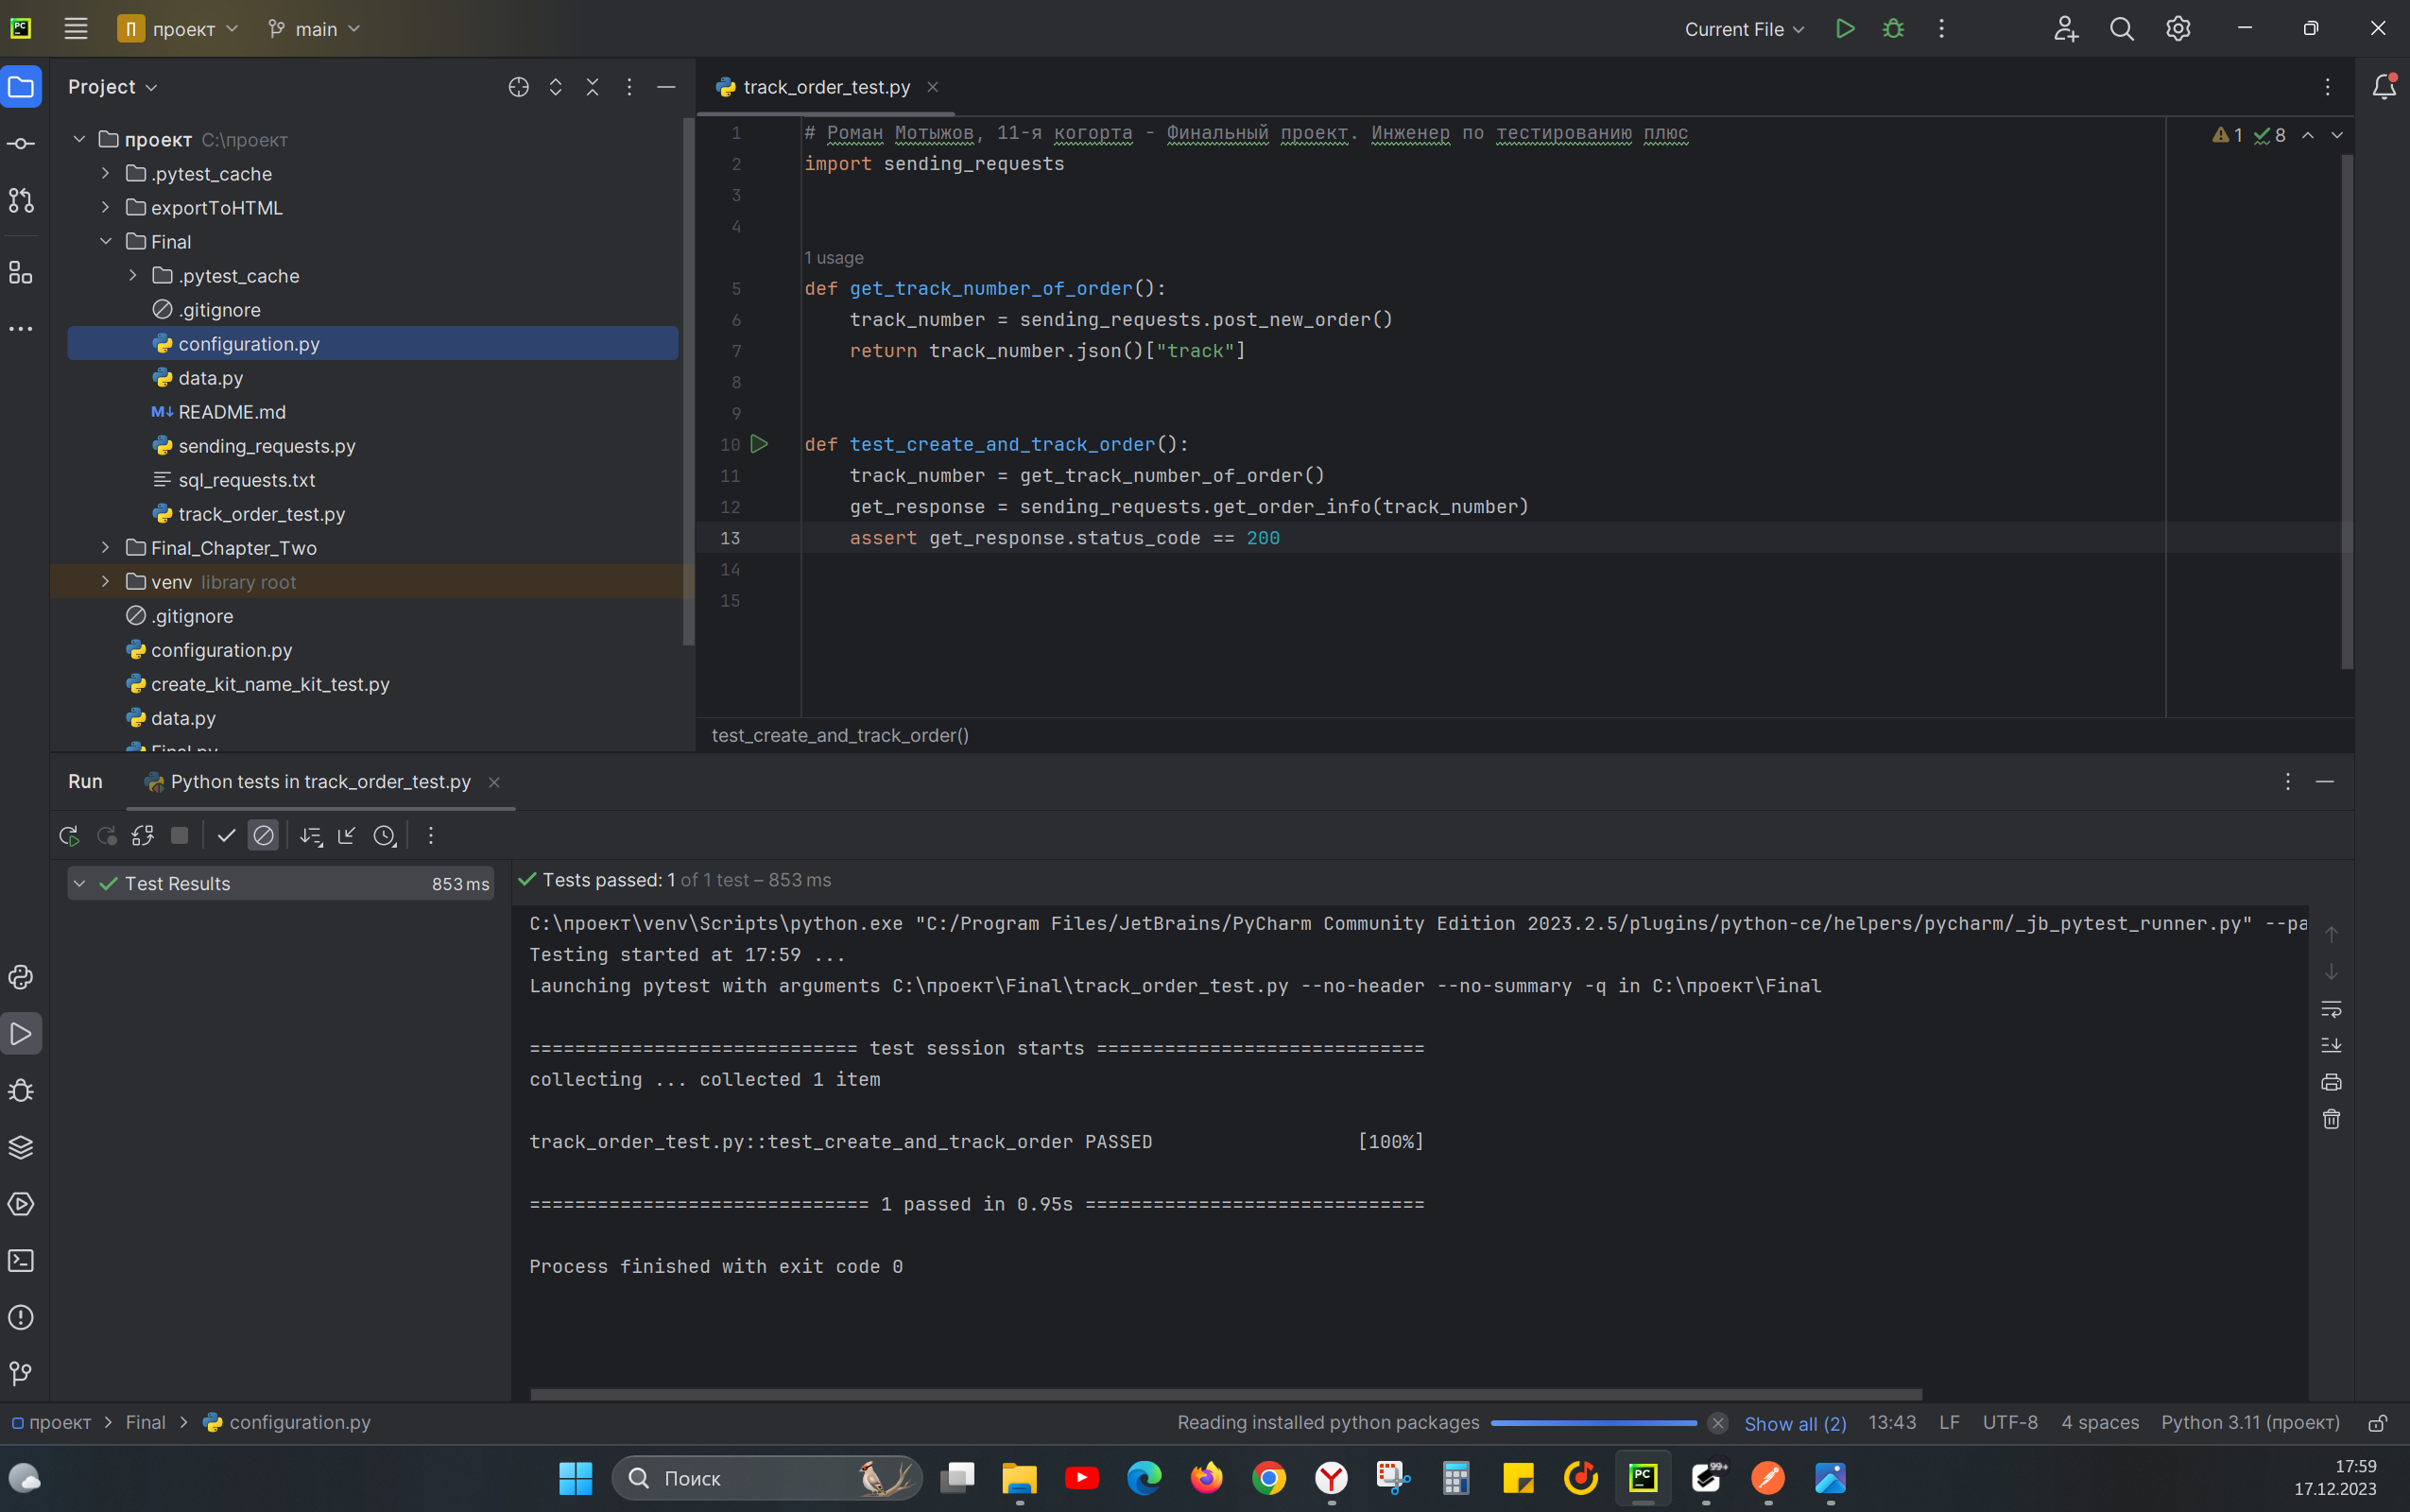 PC
П проект
main
Current File
Project
проект C:\проект
.pytest_cache
exportToHTML
Final
.pytest_cache
.gitignore
configuration.py
data.py
M↓ README.md
sending_requests.py
sql_requests.txt
track_order_test.py
Final_Chapter_Two
venv library root
.gitignore
configuration.py
create_kit_name_kit_test.py
data.py
Final.py
track_order_test.py
1 # Роман Мотыжов, 11-я когорта - Финальный проект. Инженер по тестированию плюс
2 import sending_requests
3
4
1 usage
5 def get_track_number_of_order():
6 track_number = sending_requests.post_new_order()
7 return track_number.json()["track"]
8
9
10 def test_create_and_track_order():
11 track_number = get_track_number_of_order()
12 get_response = sending_requests.get_order_info(track_number)
13 assert get_response.status_code == 200
14
15
1 8
test_create_and_track_order()
Run Python tests in track_order_test.py
Test Results 853 ms
Tests passed: 1 of 1 test – 853 ms
C:\проект\venv\Scripts\python.exe "C:/Program Files/JetBrains/PyCharm Community Edition 2023.2.5/plugins/python-ce/helpers/pycharm/_jb_pytest_runner.py" --pa
Testing started at 17:59 ...
Launching pytest with arguments C:\проект\Final\track_order_test.py --no-header --no-summary -q in C:\проект\Final
============================= test session starts =============================
collecting ... collected 1 item
track_order_test.py::test_create_and_track_order PASSED [100%]
============================== 1 passed in 0.95s ==============================
Process finished with exit code 0
проект > Final > configuration.py
Reading installed python packages
Show all (2)
13:43 LF UTF-8 4 spaces Python 3.11 (проект)
Поиск
PC
99+
17:59
17.12.2023